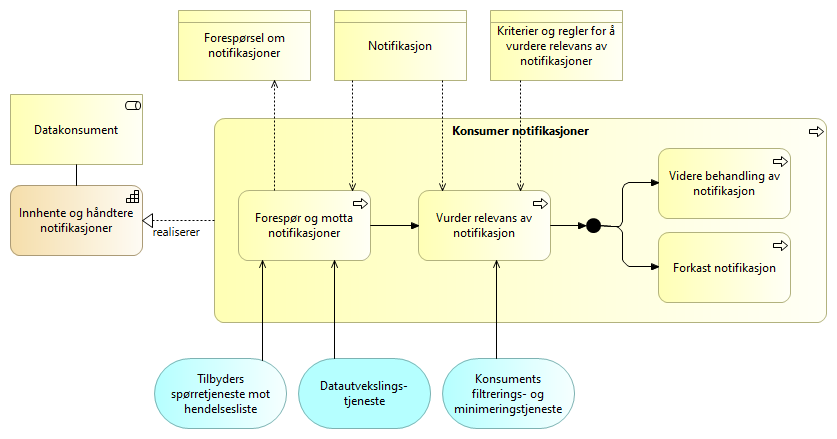 Forespørsel om
notifikasjoner
Notifikasjon
Kriterier og regler for å
vurdere relevans av
notifikasjoner
Datakonsument
Konsumer notifikasjoner
Innhente og håndtere
notifikasjoner
realiserer
Forespør og motta
notifikasjoner
Vurder relevans av
notifikasjon
Videre behandling av
notifikasjon
Forkast notifikasjon
Tilbyders
spørretjeneste mot
hendelsesliste
Datautvekslings-
tjeneste
Konsuments
filtrerings- og
minimeringstjeneste